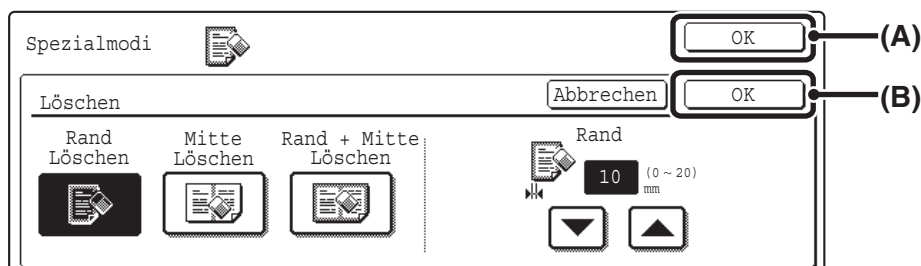 Spezialmodi
OK
(A)
Löschen
Abbrechen
OK
(B)
Rand
Löschen
Mitte
Löschen
Rand + Mitte
Löschen
Rand
10
(0 ~ 20)
mm